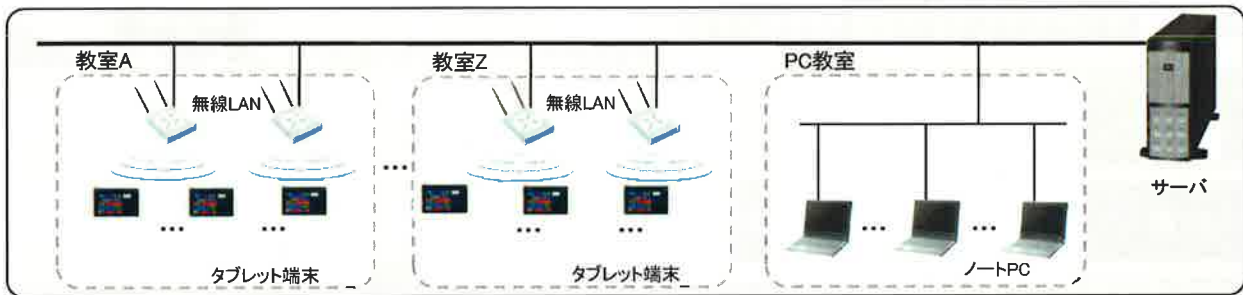 教室A
無線LAN
タブレット端末
教室Z
無線LAN
タブレット端末
PC教室
ノートPC
サーバ